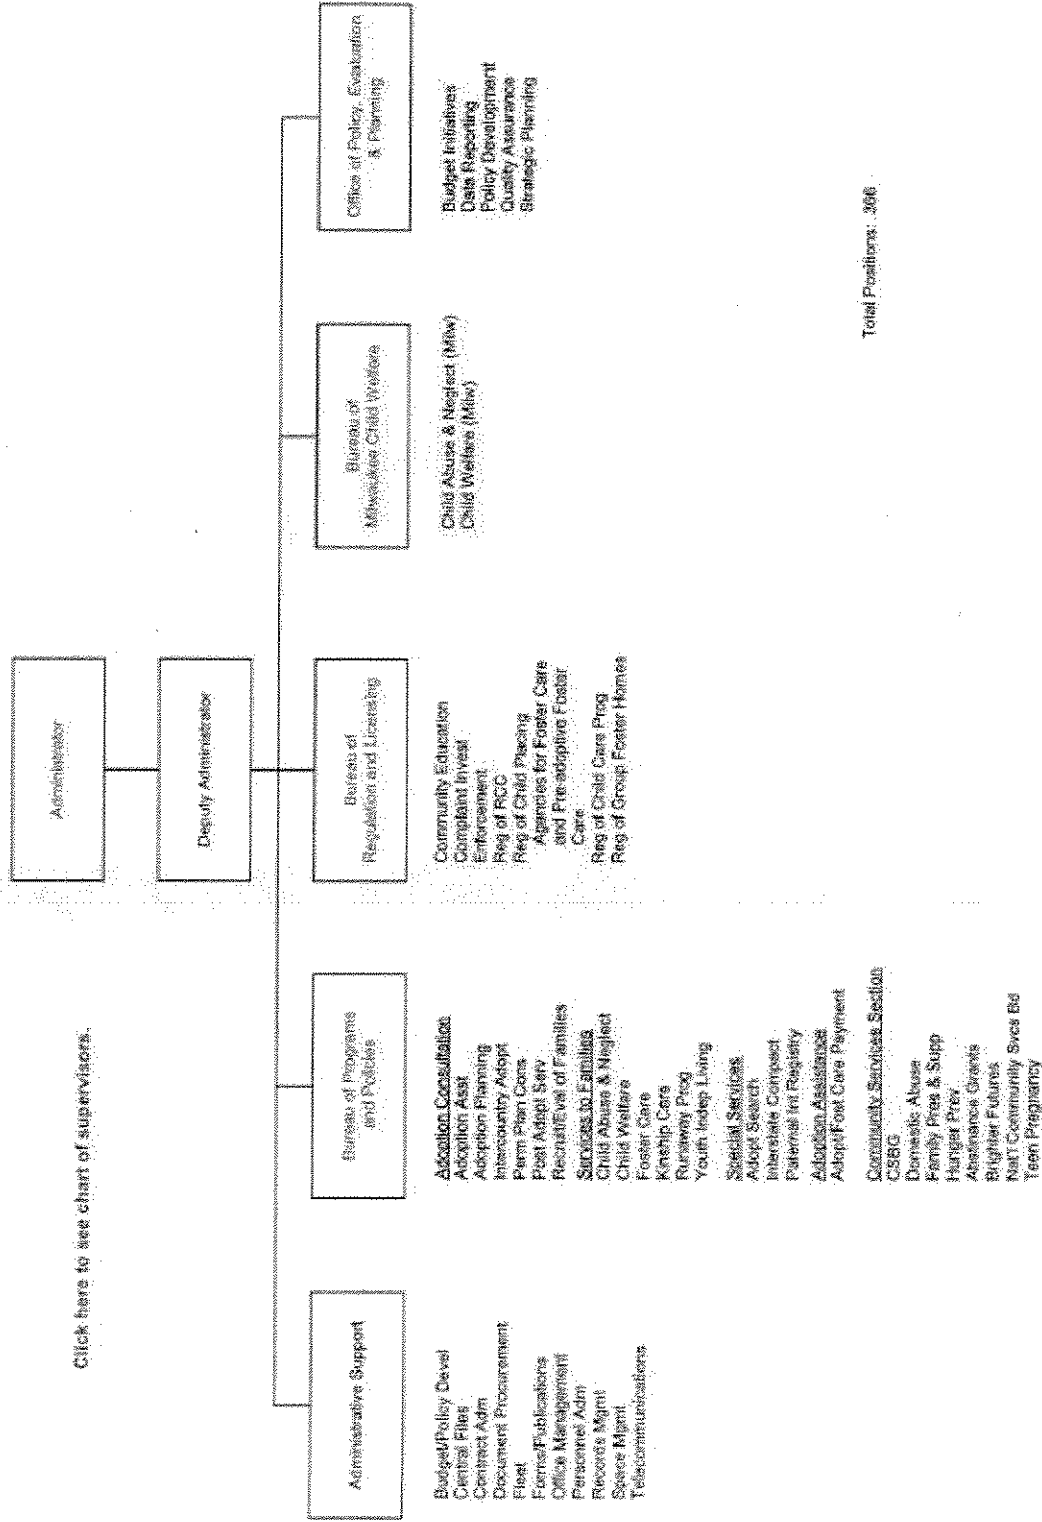 Click here to see chart of supervisors.
Administrator
Deputy Administrator
Administrative Support
Budget/Policy Devel
Central Files
Contract Adm
Document Procurement
Fleet
Forms/Publications
Office Management
Personnel Adm
Records Mgmt
Space Mgmt
Telecommunications
Bureau of Programs
and Policies
Adoption Consultation
Adoption Asst
Adoption Planning
Intercountry Adopt
Perm Plan Cons
Post Adopt Serv
Recruit/Eval of Families
Services to Families
Child Abuse & Neglect
Child Welfare
Foster Care
Kinship Care
Runaway Prog
Youth Indep Living
Special Services
Adopt Search
Interstate Compact
Paternal Int Registry
Adoption Assistance
Adopt/Fost Care Payment
Community Services Section
CSBG
Domestic Abuse
Family Pres & Supp
Hunger Prev
Abstinence Grants
Brighter Futures
Nat'l Community Svcs Bd
Teen Pregnancy
Bureau of
Regulation and Licensing
Community Education
Complaint Invest
Enforcement
Reg of RCC
Reg of Child Placing
Agencies for Foster Care
and Pre-adoptive Foster
Care
Reg of Child Care Prog
Reg of Group Foster Homes
Bureau of
Milwaukee Child Welfare
Child Abuse & Neglect (Milw)
Child Welfare (Milw)
Office of Policy, Evaluation
& Planning
Budget Initiatives
Data Reporting
Policy Development
Quality Assurance
Strategic Planning
Total Positions: